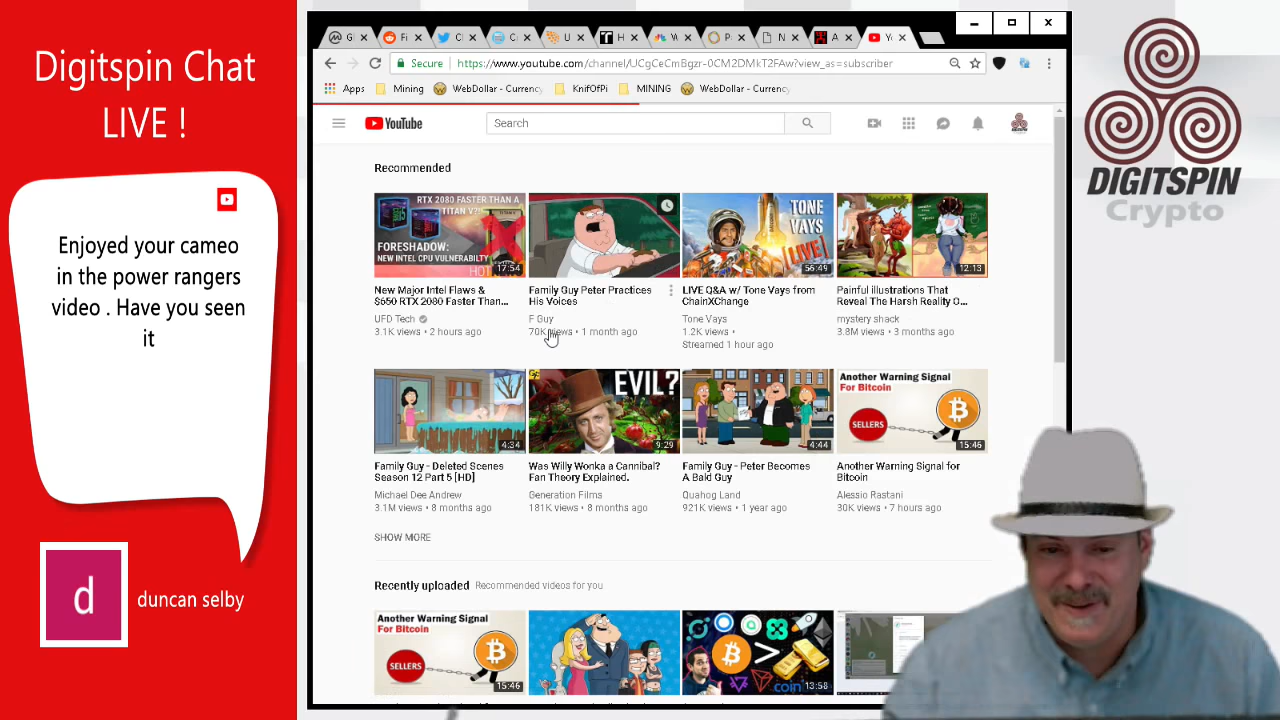 Digitspin Chat
LIVE !
Enjoyed your cameo
in the power rangers
video . Have you seen
it
d
duncan selby
Secure
https://www.youtube.com/channel/UCgCeCmBgzr-0CM2DMkT2FAw?view_as=subscriber
Apps
Mining
WebDollar - Currency
KnifOfPi
MINING
WebDollar - Currency
YouTube
Search
Recommended
RTX 2080 FASTER THAN A
TITAN V?!
FORESHADOW:
NEW INTEL CPU VULNERABILTY
17:54
TONE
VAYS
LIVE!
56:49
12:13
New Major Intel Flaws &
$650 RTX 2080 Faster Than...
UFD Tech
3.1K views • 2 hours ago
Family Guy Peter Practices
His Voices
F Guy
70K views • 1 month ago
LIVE Q&A w/ Tone Vays from
ChainXChange
Tone Vays
1.2K views •
Streamed 1 hour ago
Painful illustrations That
Reveal The Harsh Reality O...
mystery shack
3.8M views • 3 months ago
4:34
EVIL?
9:29
4:44
Another Warning Signal
For Bitcoin
SELLERS
15:46
Family Guy - Deleted Scenes
Season 12 Part 5 [HD]
Michael Dee Andrew
3.1M views • 8 months ago
Was Willy Wonka a Cannibal?
Fan Theory Explained.
Generation Films
181K views • 8 months ago
Family Guy - Peter Becomes
A Bald Guy
Quahog Land
921K views • 1 year ago
Another Warning Signal for
Bitcoin
Alessio Rastani
30K views • 7 hours ago
SHOW MORE
Recently uploaded
Recommended videos for you
Another Warning Signal
For Bitcoin
SELLERS
15:46
coin
13:58
DIGITSPIN
Crypto